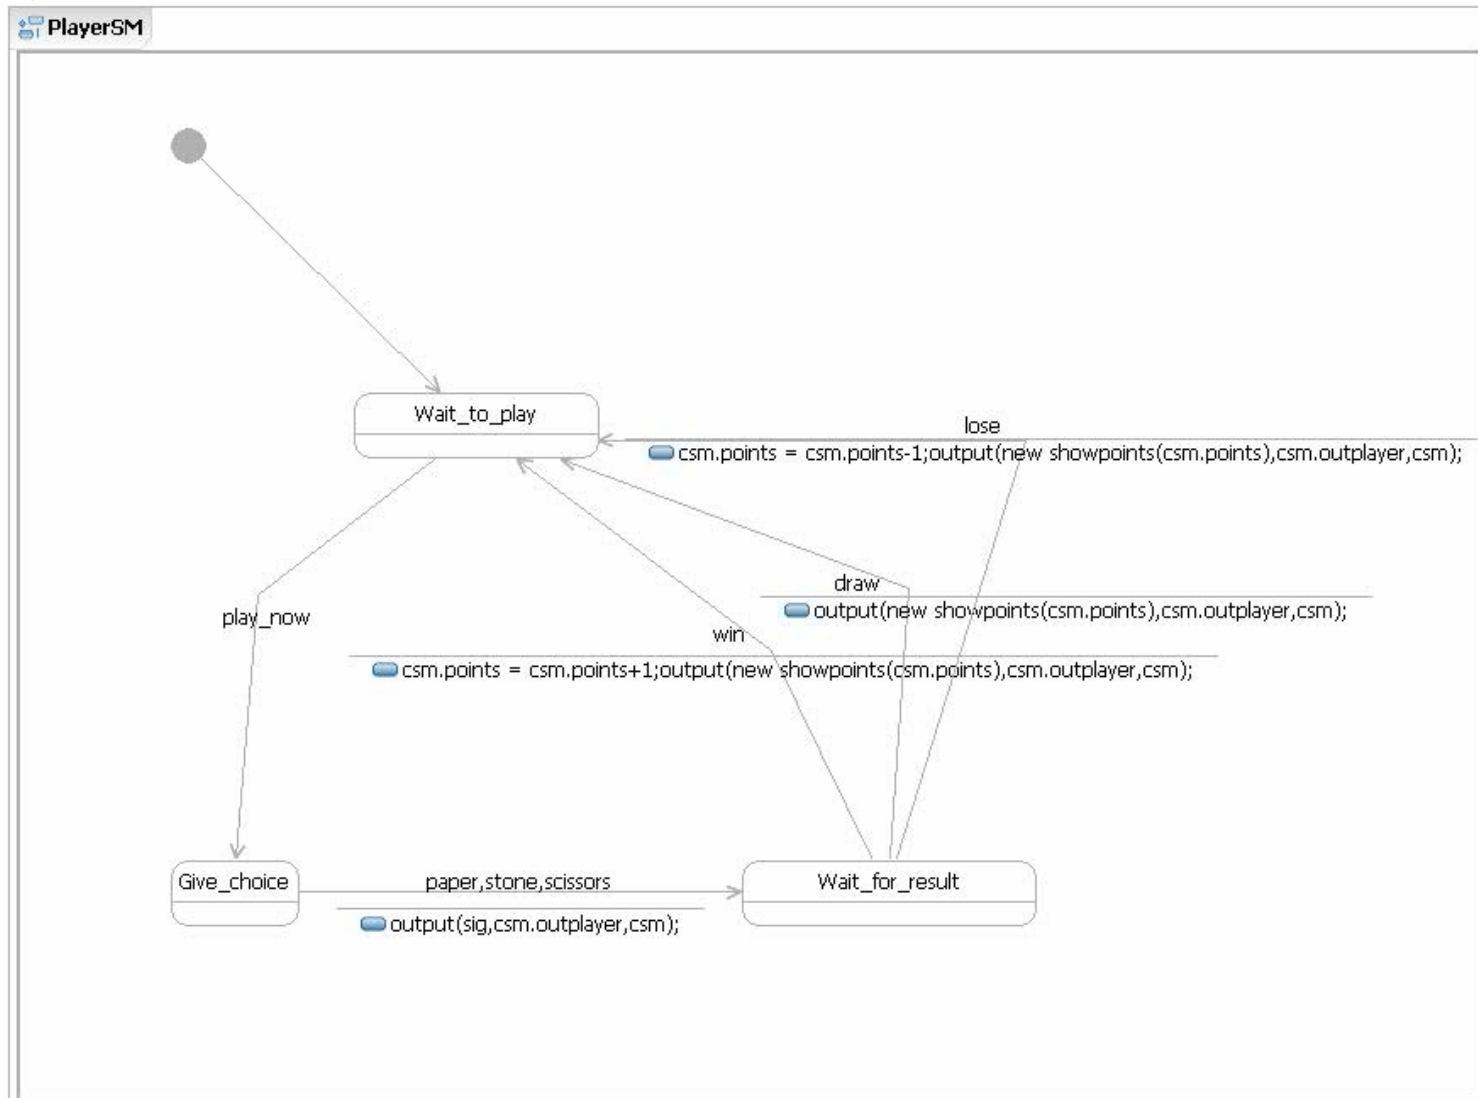 PlayerSM
Wait_to_play
lose
csm.points = csm.points-1;output(new showpoints(csm.points),csm.outplayer,csm);
draw
output(new showpoints(csm.points),csm.outplayer,csm);
play_now
win
csm.points = csm.points+1;output(new showpoints(csm.points),csm.outplayer,csm);
Give_choice
paper,stone,scissors
Wait_for_result
output(sig,csm.outplayer,csm);